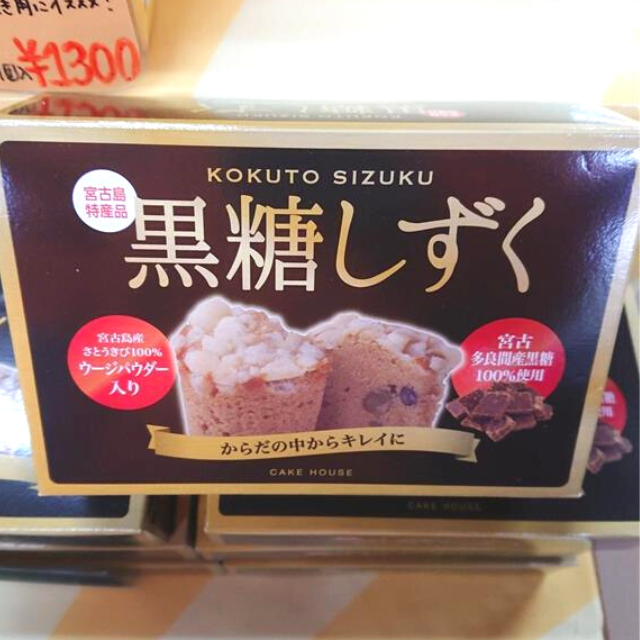 ¥1300
KOKUTO SIZUKU
宮古島
特産品
黒糖しずく
宮古島産
さとうきび100%
ウージパウダー
入り
宮古
多良間産黒糖
100%使用
からだの中からキレイに
CAKE HOUSE
CAKE HOUSE